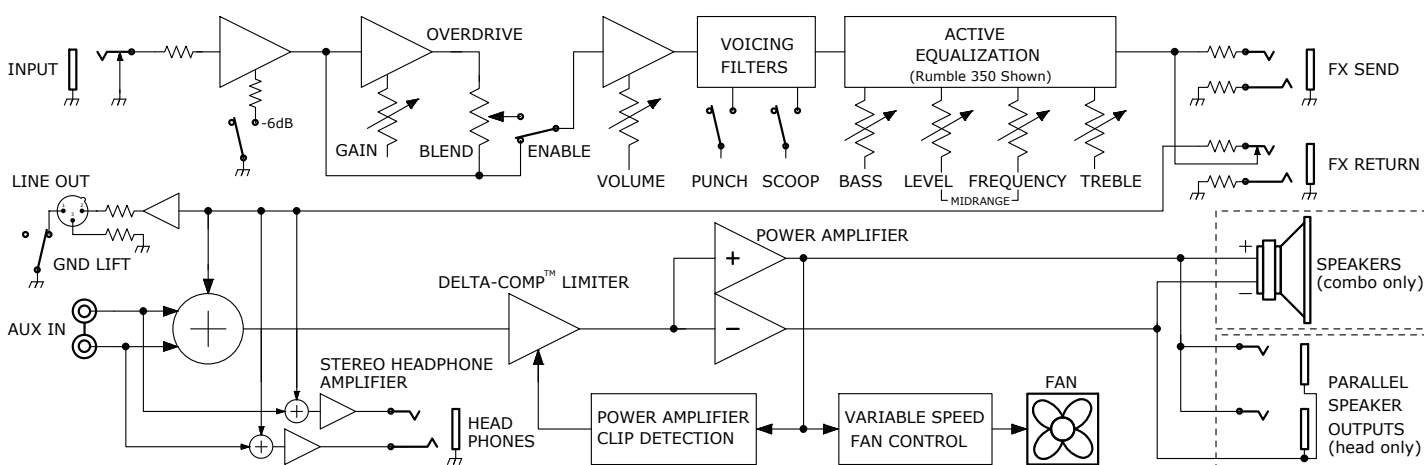 INPUT
-6dB
OVERDRIVE
GAIN
BLEND
ENABLE
VOLUME
VOICING
FILTERS
PUNCH
SCOOP
ACTIVE
EQUALIZATION
(Rumble 350 Shown)
BASS
LEVEL
FREQUENCY
MIDRANGE
TREBLE
FX SEND
FX RETURN
LINE OUT
1
2
3
GND LIFT
AUX IN
DELTA-COMP™ LIMITER
POWER AMPLIFIER
+
−
+
−
SPEAKERS
(combo only)
STEREO HEADPHONE
AMPLIFIER
HEAD
PHONES
POWER AMPLIFIER
CLIP DETECTION
VARIABLE SPEED
FAN CONTROL
FAN
PARALLEL
SPEAKER
OUTPUTS
(head only)